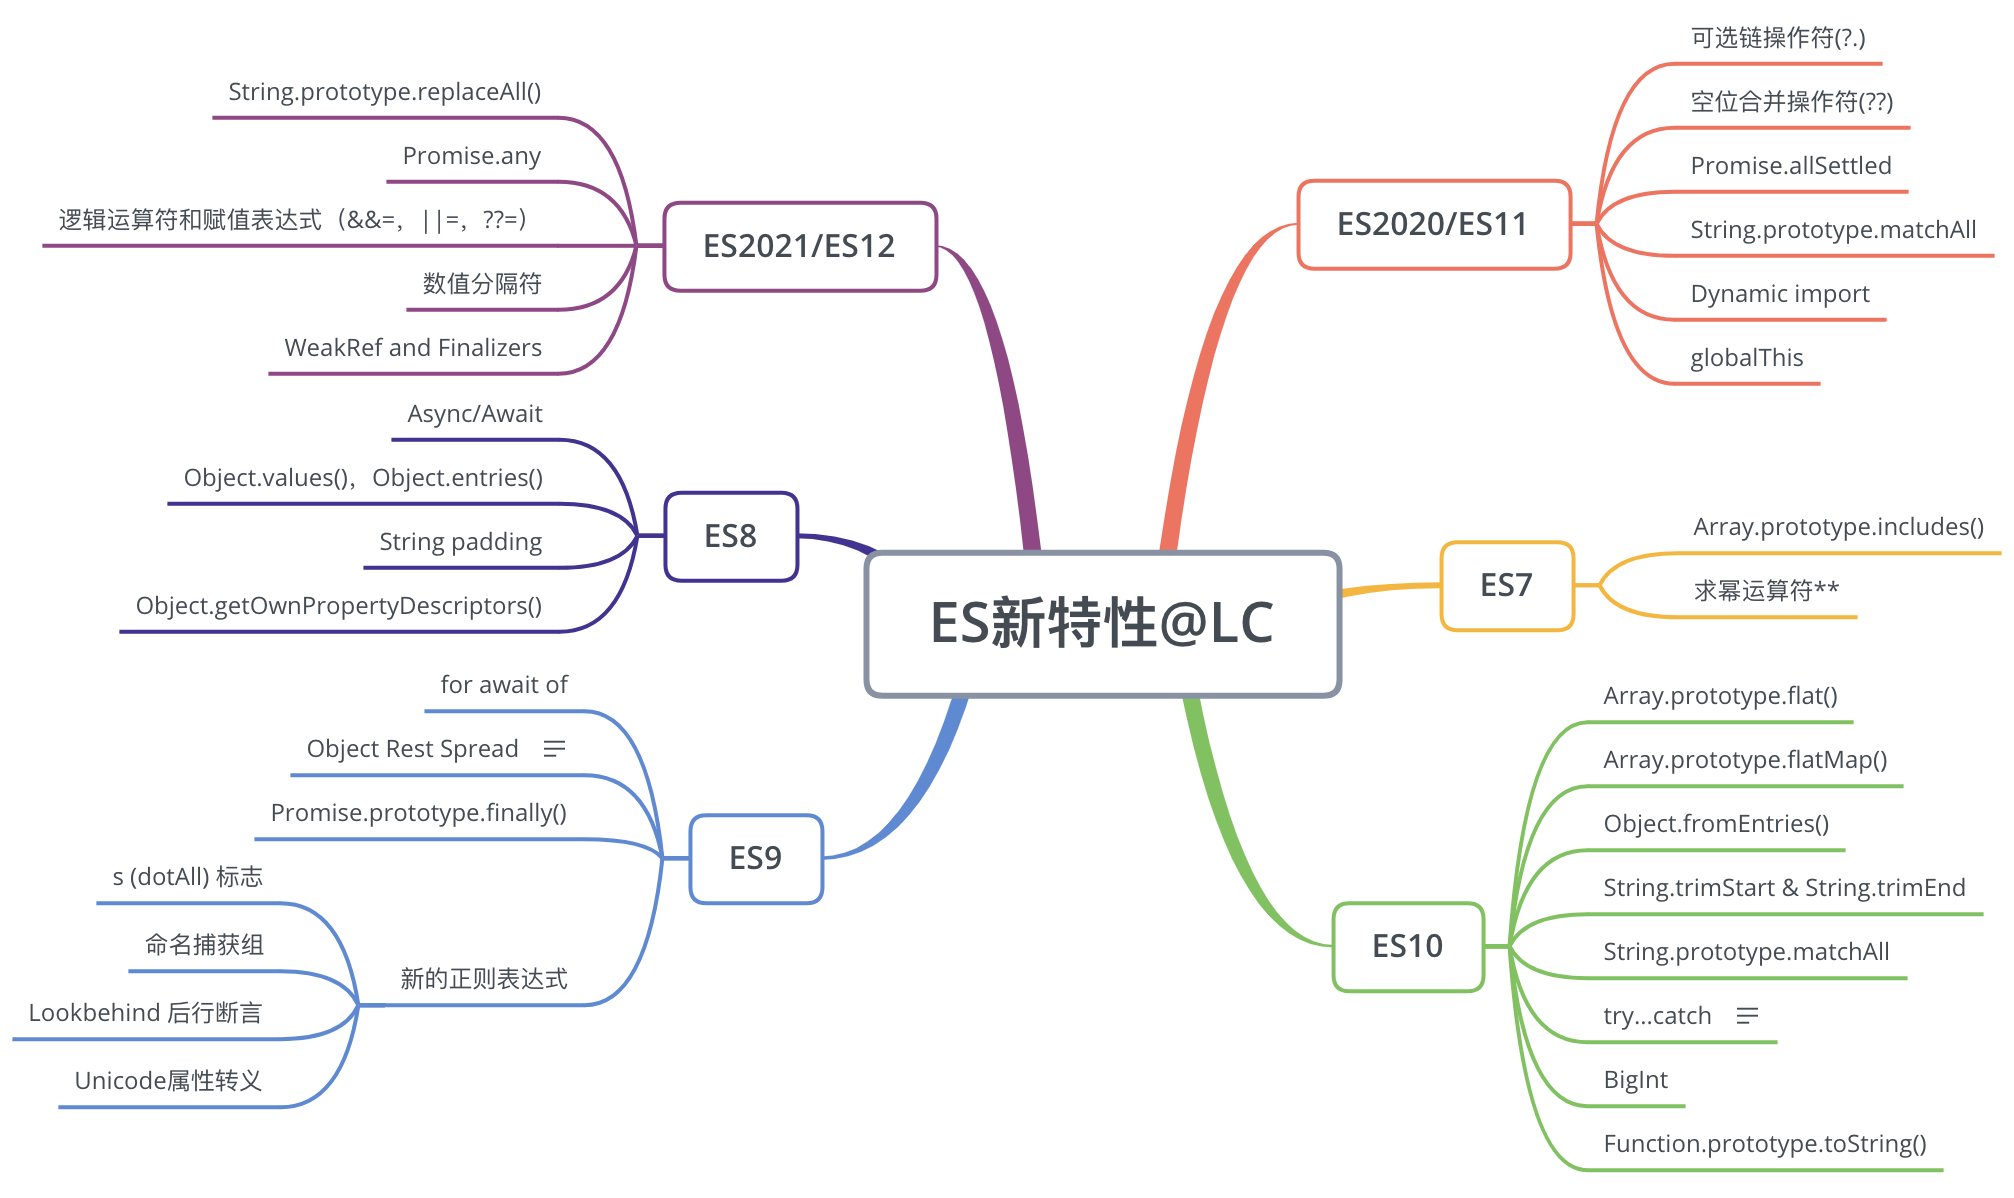 ES新特性@LC
ES2021/ES12
String.prototype.replaceAll()
Promise.any
逻辑运算符和赋值表达式（&&=，||=，??=）
数值分隔符
WeakRef and Finalizers
ES8
Async/Await
Object.values()，Object.entries()
String padding
Object.getOwnPropertyDescriptors()
ES9
for await of
Object Rest Spread
Promise.prototype.finally()
新的正则表达式
s (dotAll) 标志
命名捕获组
Lookbehind 后行断言
Unicode属性转义
ES2020/ES11
可选链操作符(?.)
空位合并操作符(??)
Promise.allSettled
String.prototype.matchAll
Dynamic import
globalThis
ES7
Array.prototype.includes()
求幂运算符**
ES10
Array.prototype.flat()
Array.prototype.flatMap()
Object.fromEntries()
String.trimStart & String.trimEnd
String.prototype.matchAll
try...catch
BigInt
Function.prototype.toString()